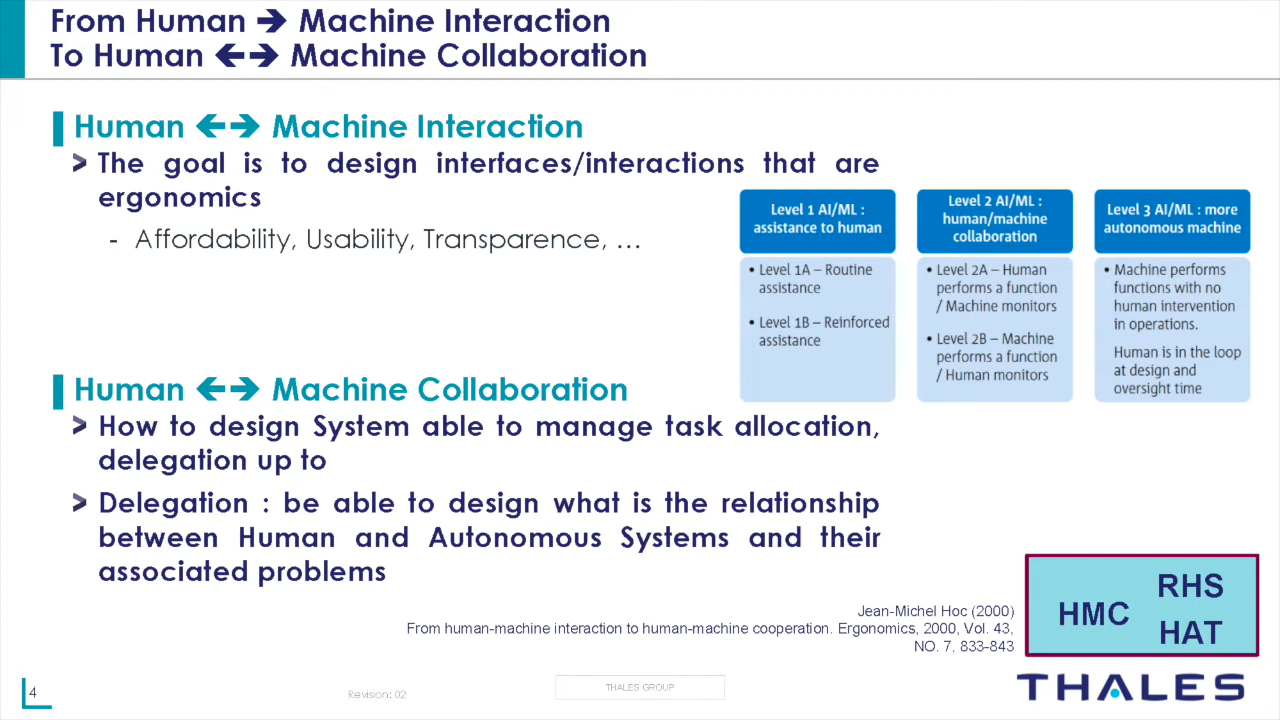 From Human → Machine Interaction
To Human ←→ Machine Collaboration
Human ←→ Machine Interaction
> The goal is to design interfaces/interactions that are
ergonomics
- Affordability, Usability, Transparence, …
Level 1 AI/ML :
assistance to human
• Level 1A – Routine
assistance
• Level 1B – Reinforced
assistance
Level 2 AI/ML :
human/machine
collaboration
• Level 2A – Human
performs a function
/ Machine monitors
• Level 2B – Machine
performs a function
/ Human monitors
Level 3 AI/ML : more
autonomous machine
• Machine performs
functions with no
human intervention
in operations.
Human is in the loop
at design and
oversight time
Human ←→ Machine Collaboration
> How to design System able to manage task allocation,
delegation up to
> Delegation : be able to design what is the relationship
between Human and Autonomous Systems and their
associated problems
Jean-Michel Hoc (2000)
From human-machine interaction to human-machine cooperation. Ergonomics, 2000, Vol. 43,
NO. 7, 833-843
HMC
RHS
HAT
4
Revision: 02
THALES GROUP
THALES